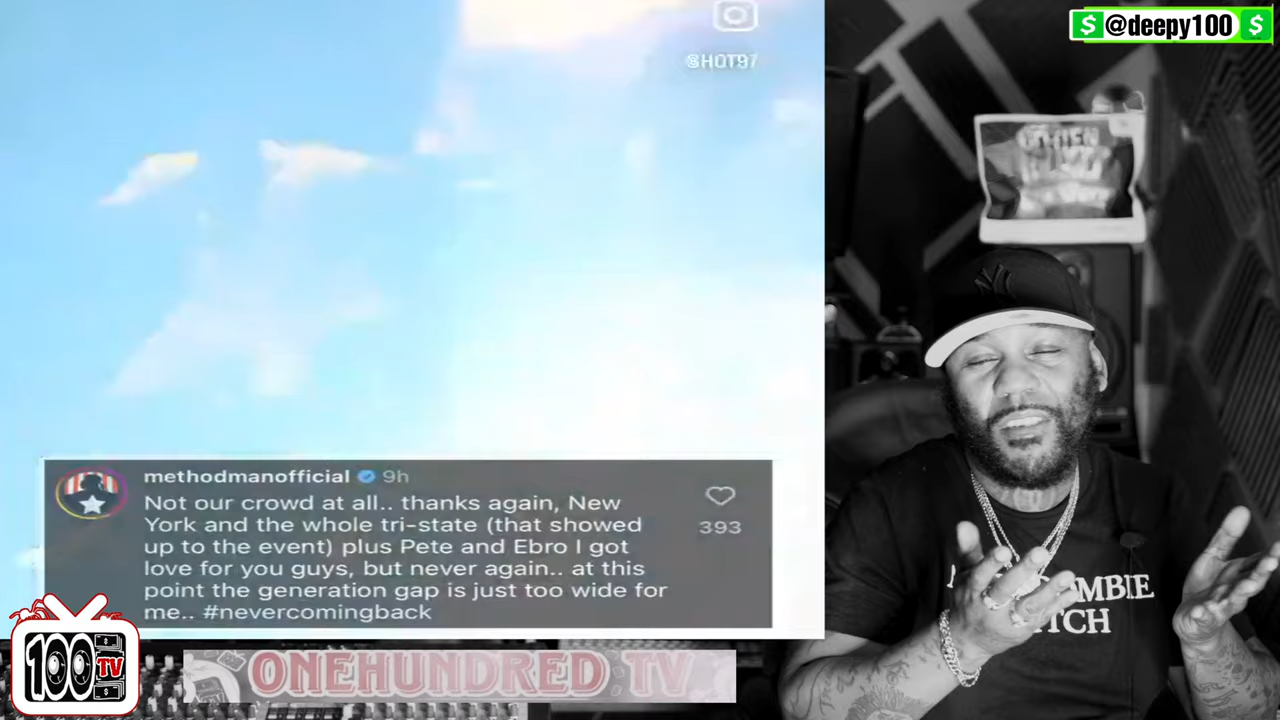 @HOT97
$ @deepy100 $
NY
methodmanofficial 9h
Not our crowd at all.. thanks again, New
York and the whole tri-state (that showed
up to the event) plus Pete and Ebro I got
love for you guys, but never again.. at this
point the generation gap is just too wide for
me.. #nevercomingback
393
100 TV
ONEHUNDRED TV